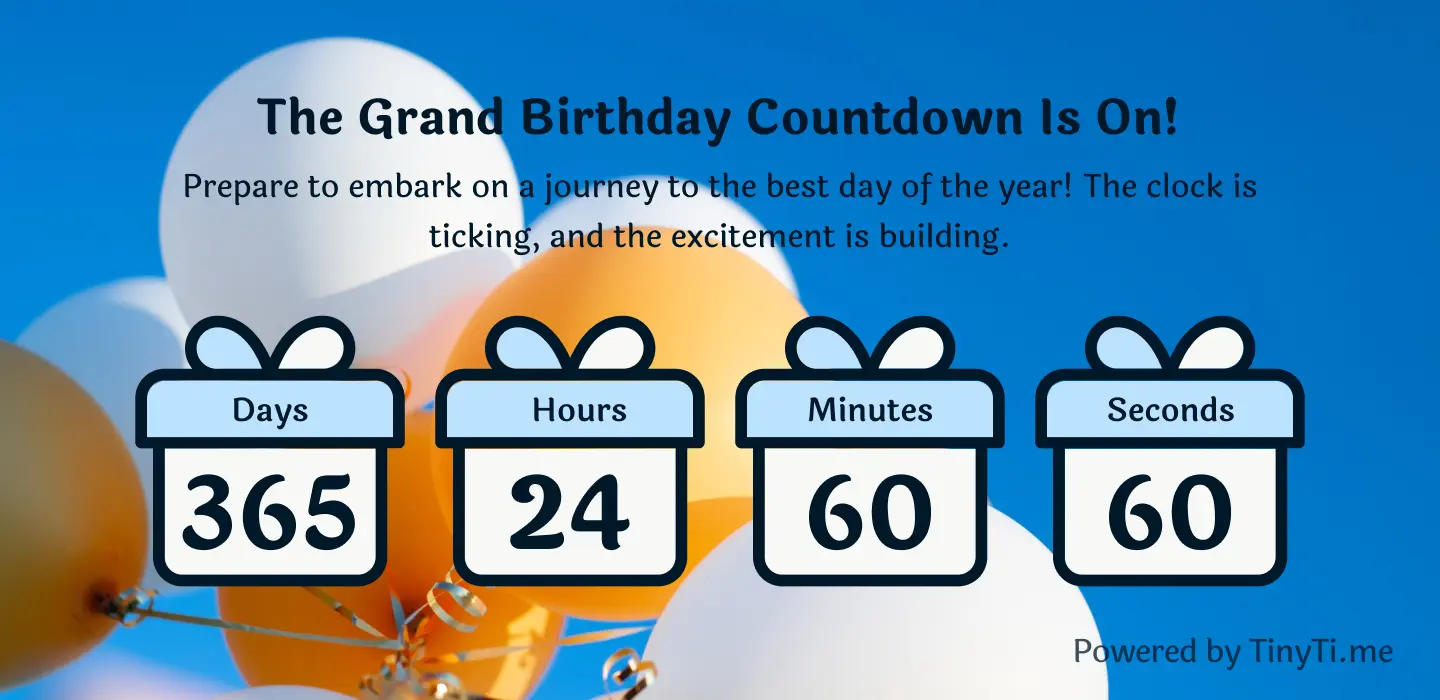 The Grand Birthday Countdown Is On!
Prepare to embark on a journey to the best day of the year! The clock is
ticking, and the excitement is building.
Days Hours Minutes Seconds
365 24 60 60
Powered by TinyTi.me